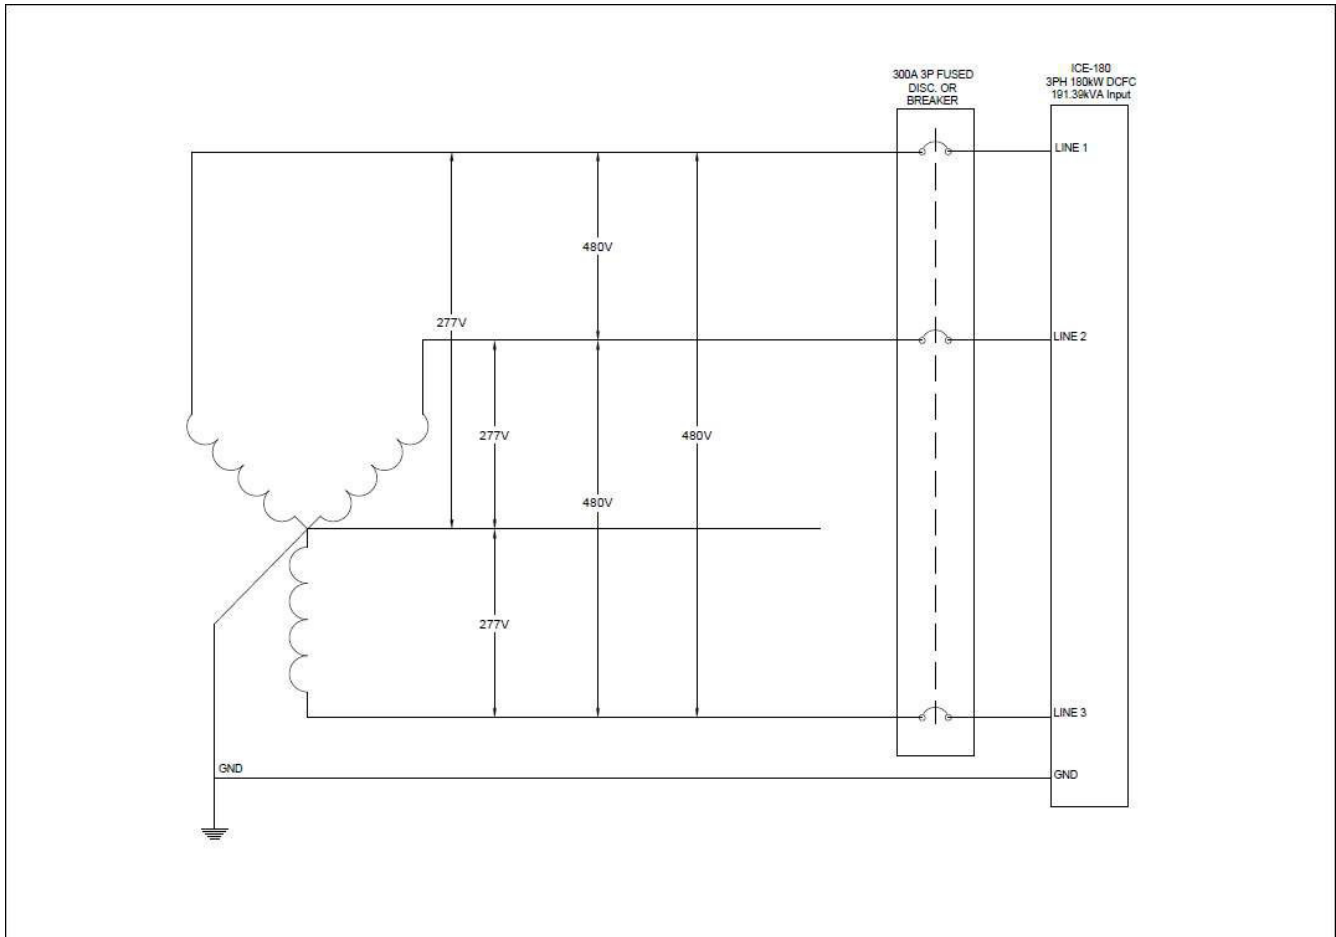 300A 3P FUSED
DISC. OR
BREAKER
ICE-180
3PH 180kW DCFC
191.39kVA Input
LINE 1
480V
277V
LINE 2
277V
480V
480V
277V
LINE 3
GND
GND